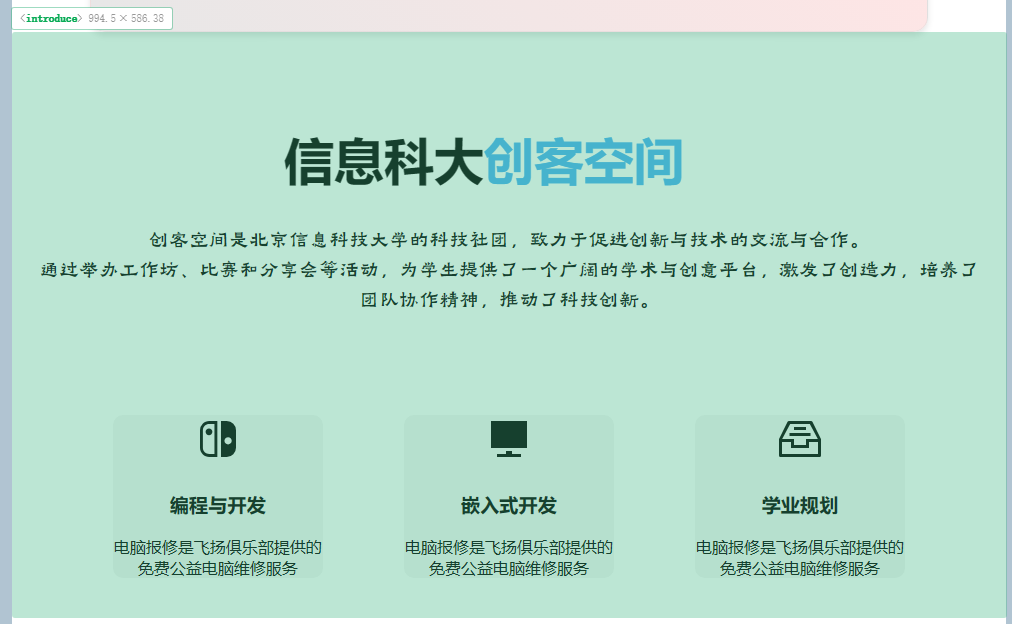 <introduce> 994.5 × 586.38
信息科大创客空间
创客空间是北京信息科技大学的科技社团，致力于促进创新与技术的交流与合作。
通过举办工作坊、比赛和分享会等活动，为学生提供了一个广阔的学术与创意平台，激发了创造力，培养了
团队协作精神，推动了科技创新。
编程与开发
电脑报修是飞扬俱乐部提供的
免费公益电脑维修服务
嵌入式开发
电脑报修是飞扬俱乐部提供的
免费公益电脑维修服务
学业规划
电脑报修是飞扬俱乐部提供的
免费公益电脑维修服务